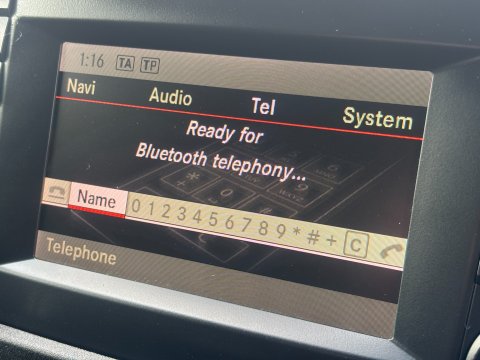 1:16 TA TP
Navi Audio Tel System
Ready for
Bluetooth telephony...
Name 0 1 2 3 4 5 6 7 8 9 * # + C
Telephone